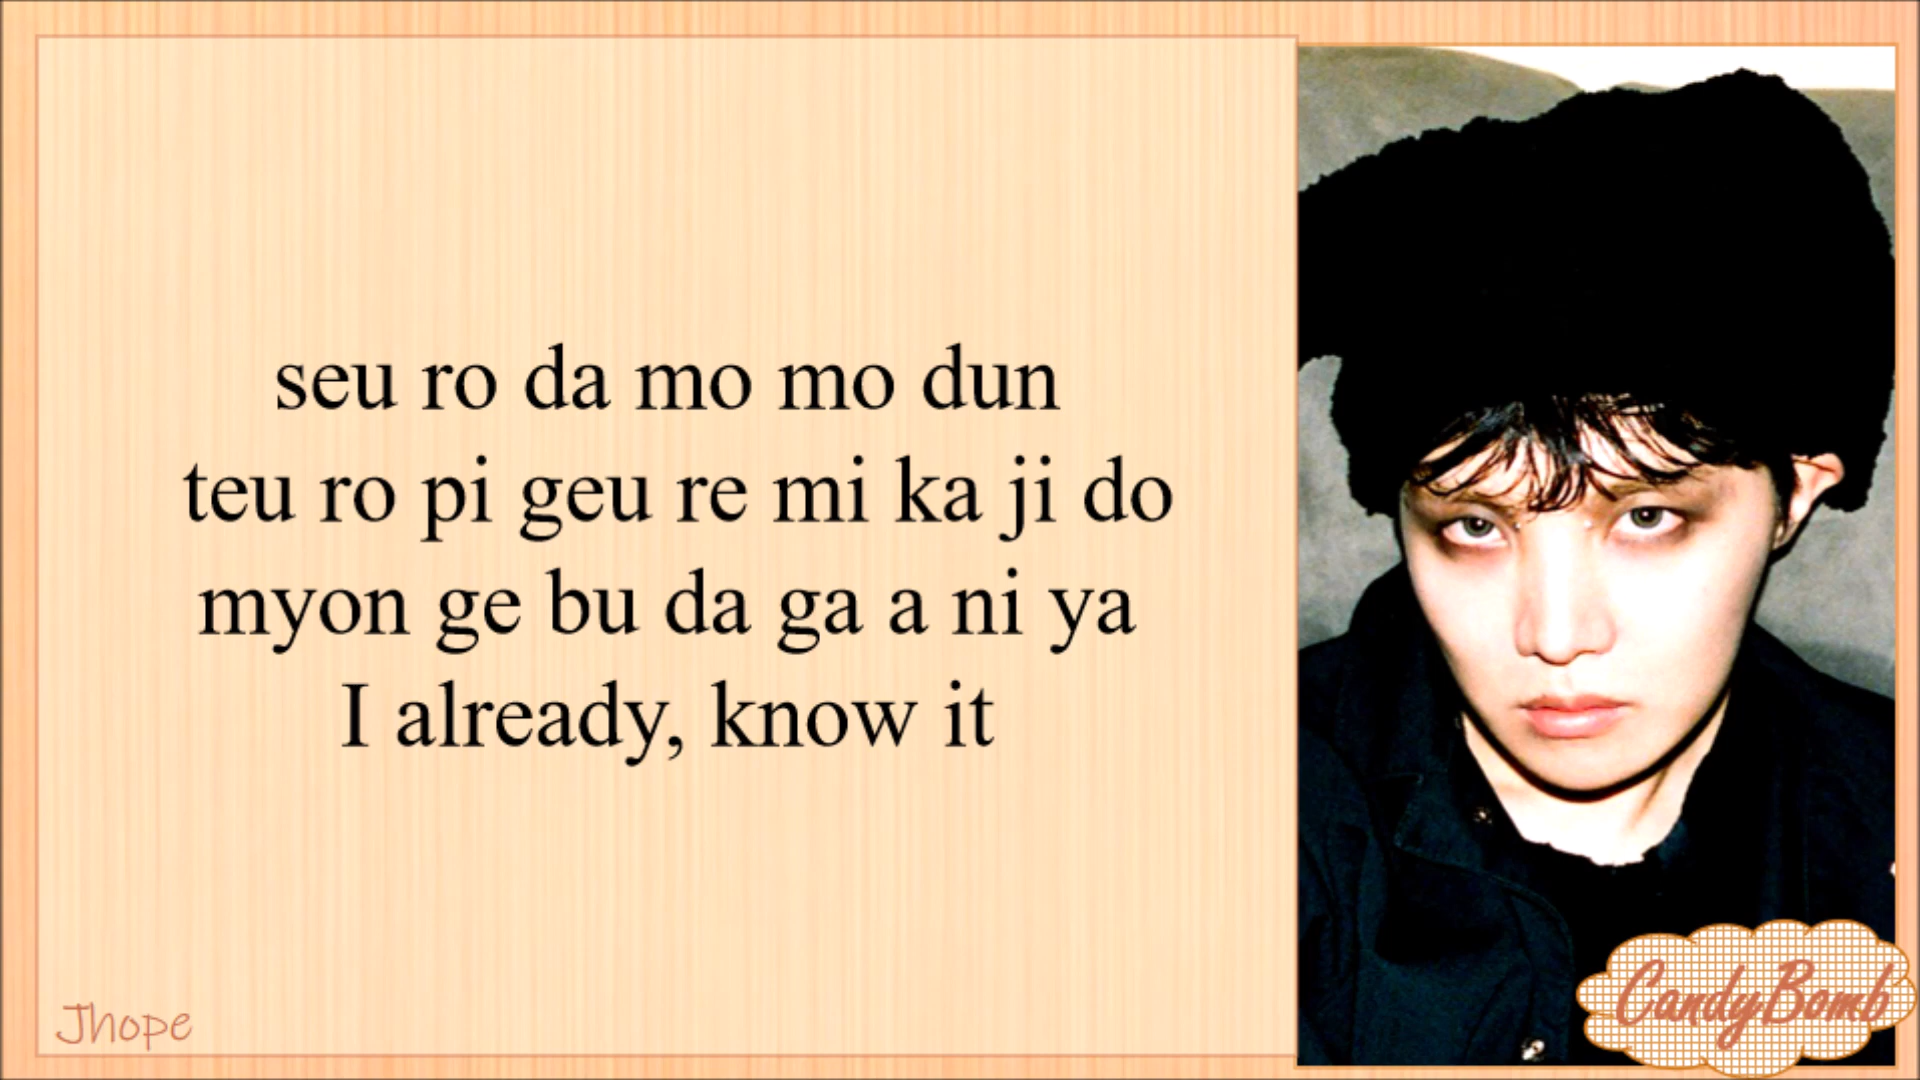 seu ro da mo mo dun
teu ro pi geu re mi ka ji do
myon ge bu da ga a ni ya
I already, know it
Jhope
CandyBomb